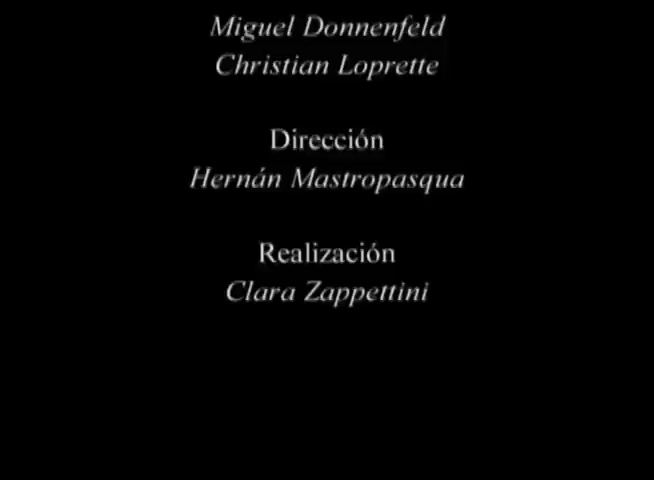 Miguel Donnenfeld
Christian Loprette
Dirección
Hernán Mastropasqua
Realización
Clara Zappettini